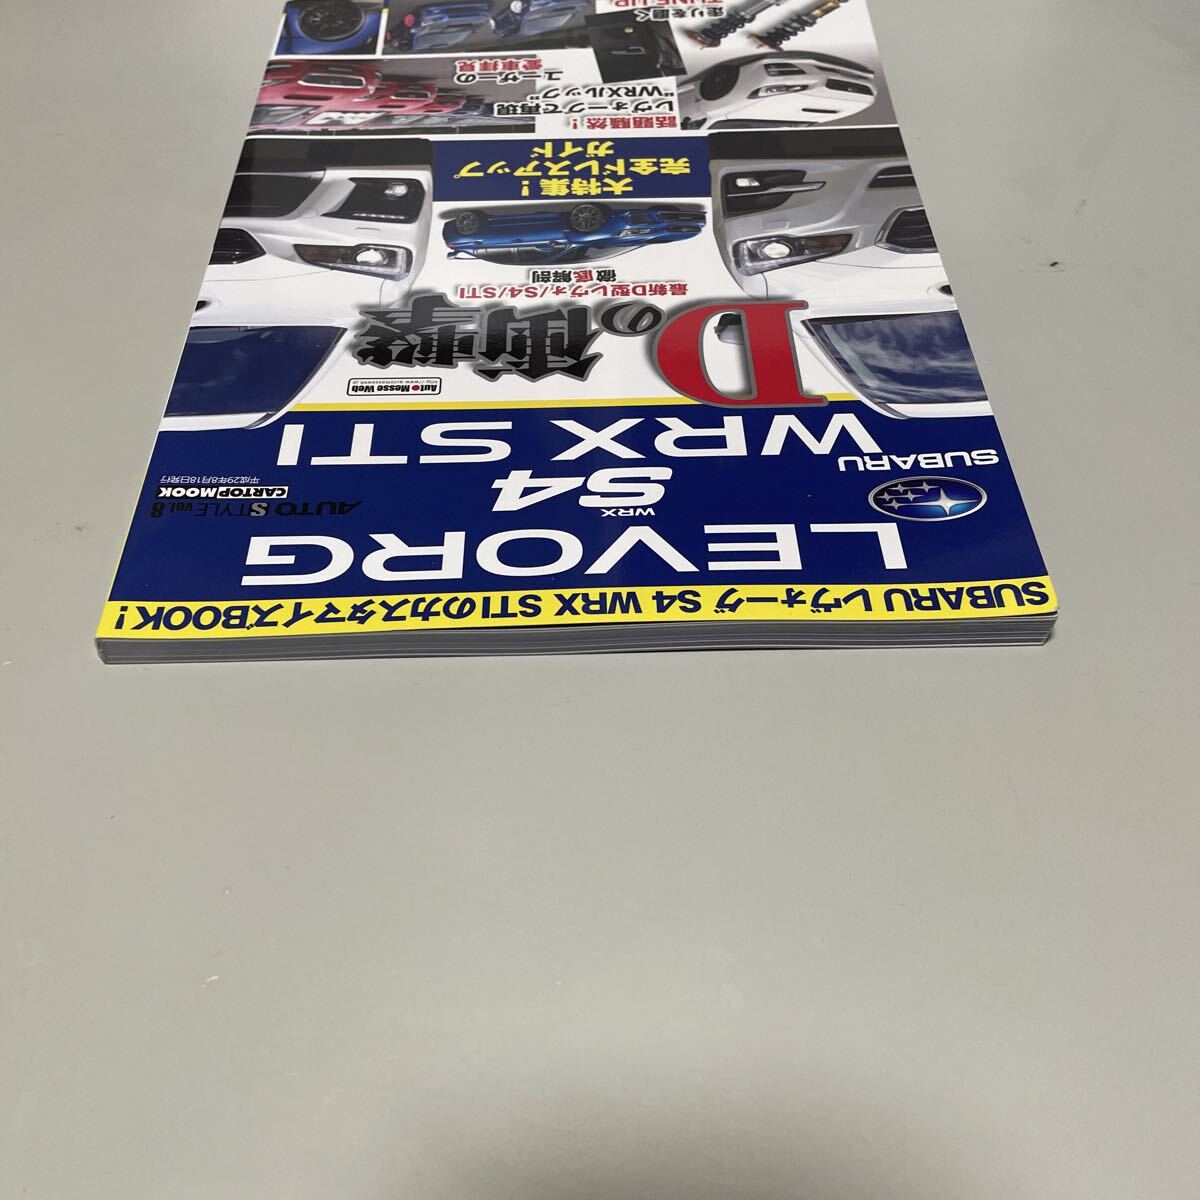 SUBARU レヴォーグ S4 WRX STIのカスタマイズBOOK!
LEVORG
WRX
S4
SUBARU
WRX STI
AUTO STYLE VOL.8
CARTOP MOOK
平成29年8月18日発行
Auto Messe Web
http://www.automesseweb.jp
Dの衝撃
最新D型レヴォ/S4/STI
徹底解剖
大特集!
完全ドレスアップ
ガイド
話題騒然!
レヴォーグで再現
"WRXルック"
ユーザーの
愛車拝見
走りを磨く
TUNE UP